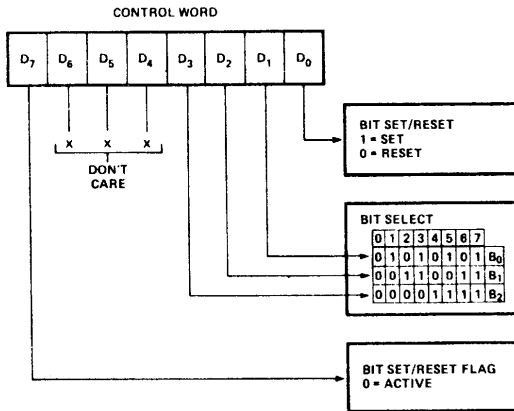 CONTROL WORD
D7 D6 D5 D4 D3 D2 D1 D0
X X X
DON'T
CARE
BIT SET/RESET
1 = SET
0 = RESET
BIT SELECT
0 1 2 3 4 5 6 7
0 1 0 1 0 1 0 1 B0
0 0 1 1 0 0 1 1 B1
0 0 0 0 1 1 1 1 B2
BIT SET/RESET FLAG
0 = ACTIVE